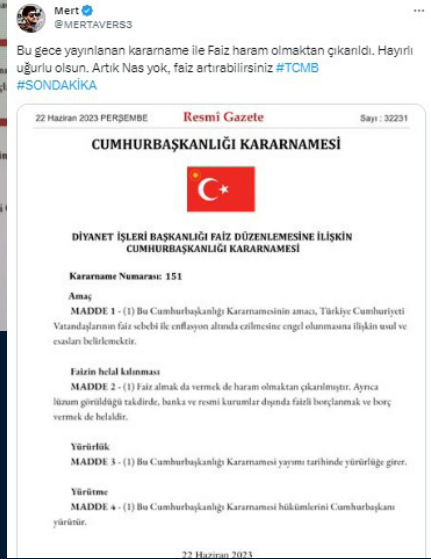 Mert
@MERTAVERS3
Bu gece yayınlanan kararname ile Faiz haram olmaktan çıkarıldı. Hayırlı
uğurlu olsun. Artık Nas yok, faiz artırabilirsiniz #TCMB
#SONDAKİKA
22 Haziran 2023 PERŞEMBE Resmî Gazete Sayı : 32231
CUMHURBAŞKANLIĞI KARARNAMESİ
DİYANET İŞLERİ BAŞKANLIĞI FAİZ DÜZENLEMESİNE İLİŞKİN
CUMHURBAŞKANLIĞI KARARNAMESİ
Kararname Numarası: 151
Amaç
MADDE 1 - (1) Bu Cumhurbaşkanlığı Kararnamesinin amacı, Türkiye Cumhuriyeti
Vatandaşlarının faiz sebebi ile enflasyon altında ezilmesine engel olunmasına ilişkin usul ve
esasları belirlemektir.
Faizin helal kılınması
MADDE 2 - (1) Faiz almak da vermek de haram olmaktan çıkarılmıştır. Ayrıca
lüzum görüldüğü takdirde, banka ve resmi kurumlar dışında faizli borçlanmak ve borç
vermek de helaldir.
Yürürlük
MADDE 3 - (1) Bu Cumhurbaşkanlığı Kararnamesi yayımı tarihinde yürürlüğe girer.
Yürütme
MADDE 4 - (1) Bu Cumhurbaşkanlığı Kararnamesi hükümlerini Cumhurbaşkanı
yürütür.
22 Haziran 2023